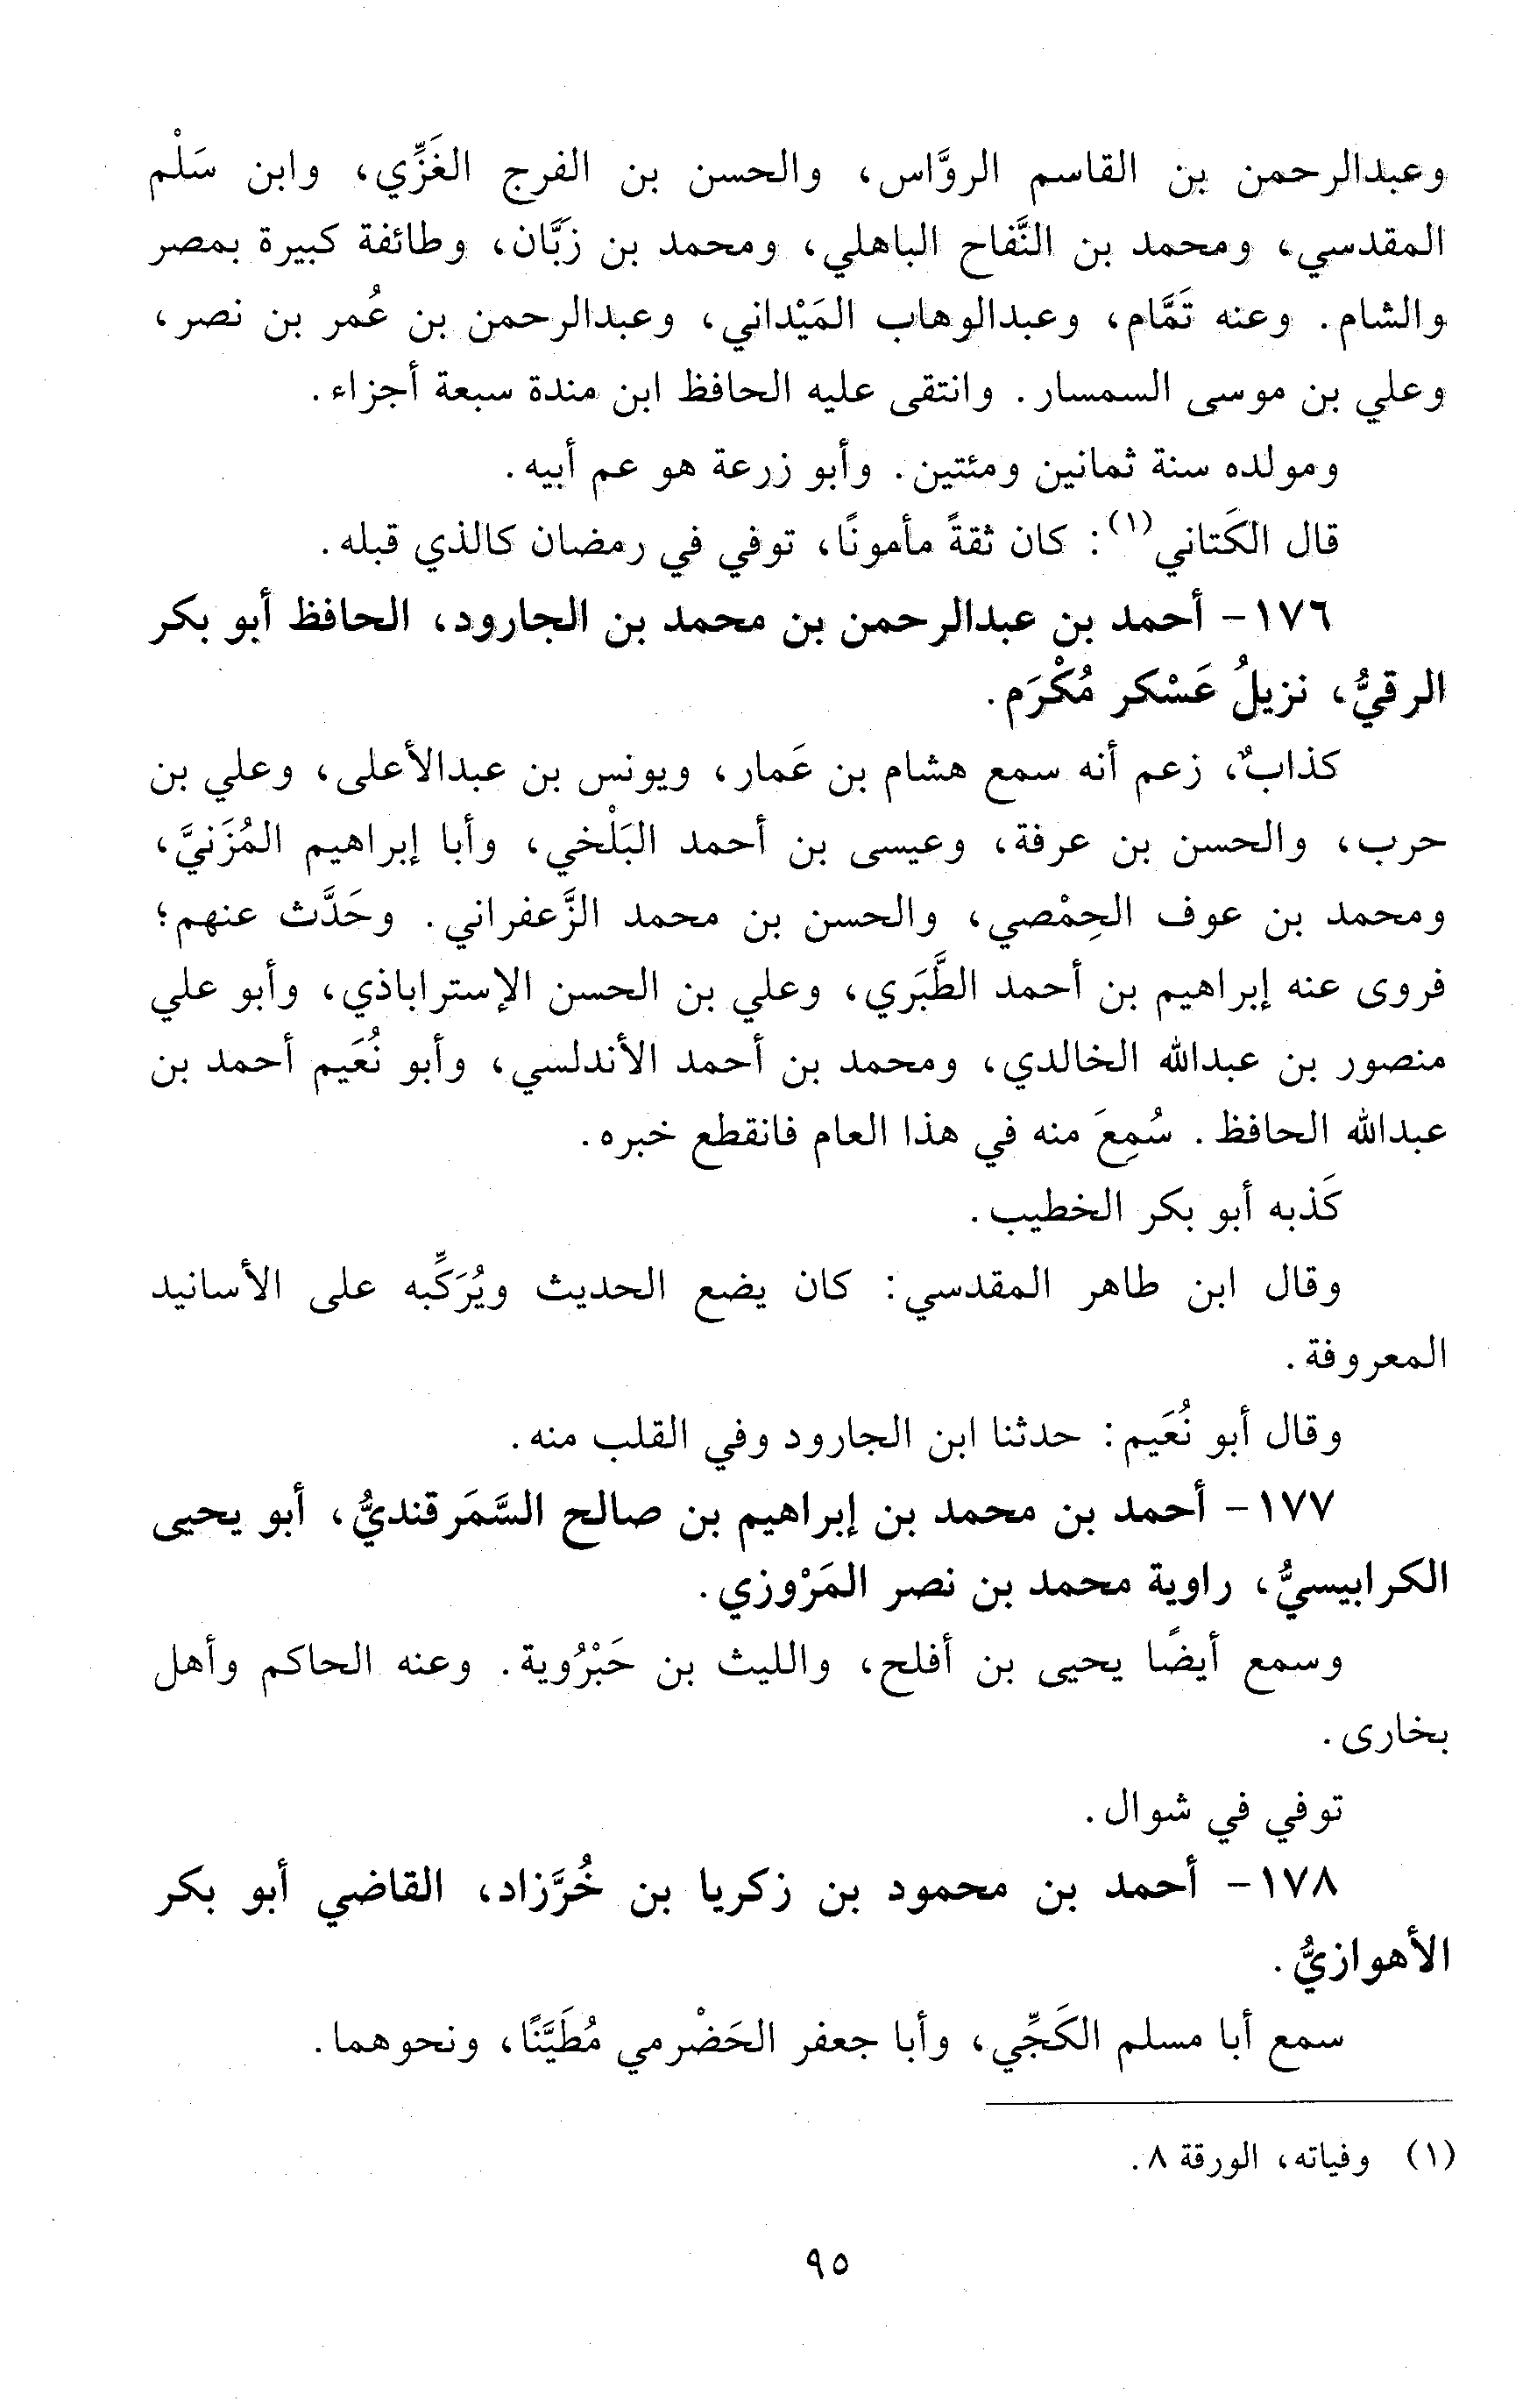 وعبدالرحمن بن القاسم الروَّاس، والحسن بن الفرج الغَزِّي، وابن سَلْم
المقدسي، ومحمد بن النَّفاح الباهلي، ومحمد بن زبَّان، وطائفة كبيرة بمصر
والشام. وعنه تَمَّام، وعبدالوهاب المَيْداني، وعبدالرحمن بن عُمر بن نصر،
وعلي بن موسى السمسار. وانتقى عليه الحافظ ابن مندة سبعة أجزاء.
ومولده سنة ثمانين ومئتين. وأبو زرعة هو عم أبيه.
قال الكَتاني(١): كان ثقةً مأمونًا، توفي في رمضان كالذي قبله.
١٧٦- أحمد بن عبدالرحمن بن محمد بن الجارود، الحافظ أبو بكر
الرقيُّ، نزيلُ عَسْكر مُكْرَم.
كذابٌ، زعم أنه سمع هشام بن عَمار، ويونس بن عبدالأعلى، وعلي بن
حرب، والحسن بن عرفة، وعيسى بن أحمد البَلْخي، وأبا إبراهيم المُزَنيَّ،
ومحمد بن عوف الحِمْصي، والحسن بن محمد الزَّعفراني. وحَدَّث عنهم؛
فروى عنه إبراهيم بن أحمد الطَّبَري، وعلي بن الحسن الإستراباذي، وأبو علي
منصور بن عبدالله الخالدي، ومحمد بن أحمد الأندلسي، وأبو نُعَيم أحمد بن
عبدالله الحافظ. سُمِعَ منه في هذا العام فانقطع خبره.
كَذبه أبو بكر الخطيب.
وقال ابن طاهر المقدسي: كان يضع الحديث ويُرَكِّبه على الأسانيد
المعروفة.
وقال أبو نُعَيم: حدثنا ابن الجارود وفي القلب منه.
١٧٧- أحمد بن محمد بن إبراهيم بن صالح السَّمَرقنديُّ، أبو يحيى
الكرابيسيُّ، راوية محمد بن نصر المَرْوزي.
وسمع أيضًا يحيى بن أفلح، والليث بن حَبْرُوية. وعنه الحاكم وأهل
بخارى.
توفي في شوال.
١٧٨- أحمد بن محمود بن زكريا بن خُرَّزاد، القاضي أبو بكر
الأهوازيُّ.
سمع أبا مسلم الكَجِّي، وأبا جعفر الحَضْرمي مُطَيَّنًا، ونحوهما.
(١) وفياته، الورقة ٨.
٩٥